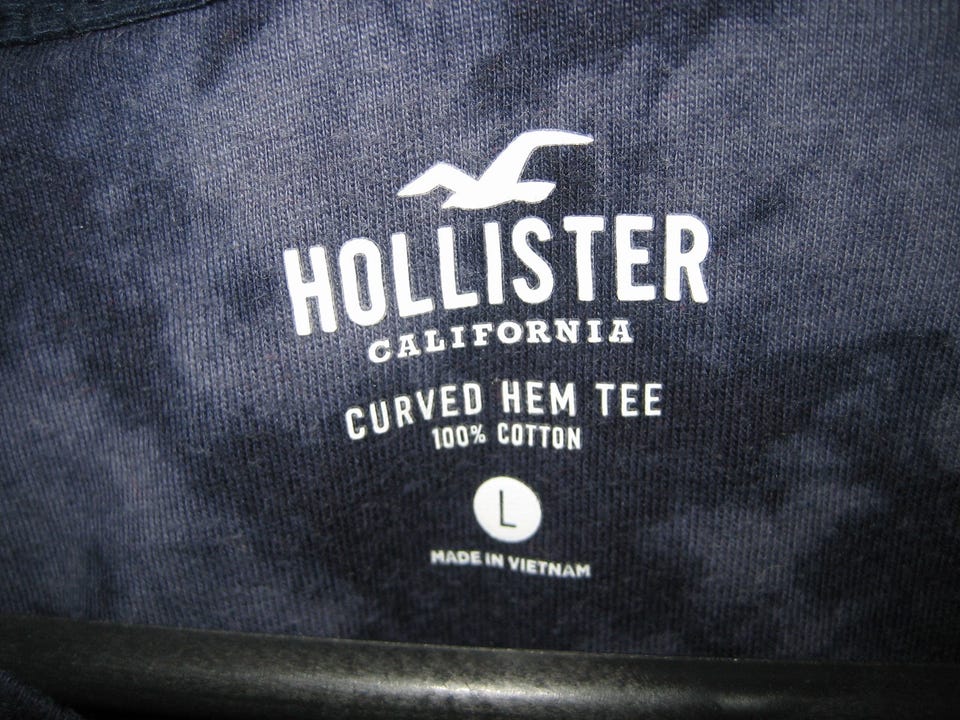 HOLLISTER
CALIFORNIA
CURVED HEM TEE
100% COTTON
L
MADE IN VIETNAM